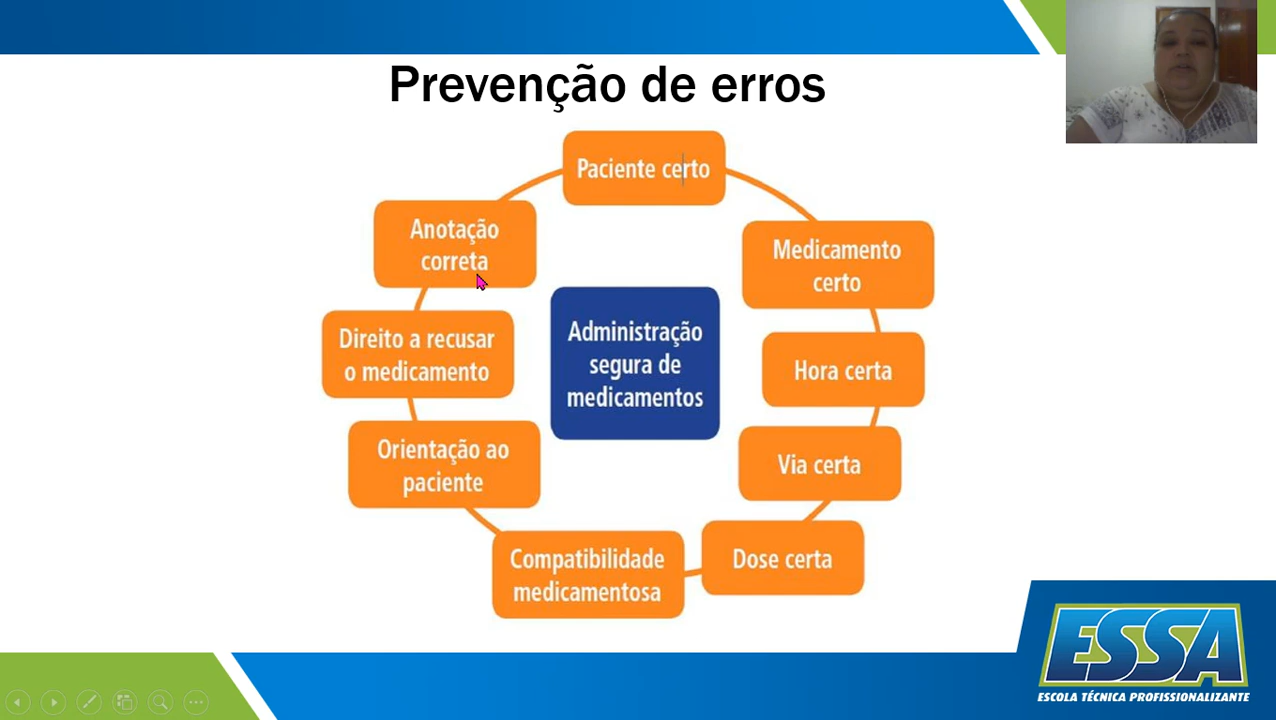 Prevenção de erros
Paciente certo
Medicamento
certo
Hora certa
Via certa
Dose certa
Compatibilidade
medicamentosa
Orientação ao
paciente
Direito a recusar
o medicamento
Anotação
correta
Administração
segura de
medicamentos
ESSA
ESCOLA TÉCNICA PROFISSIONALIZANTE